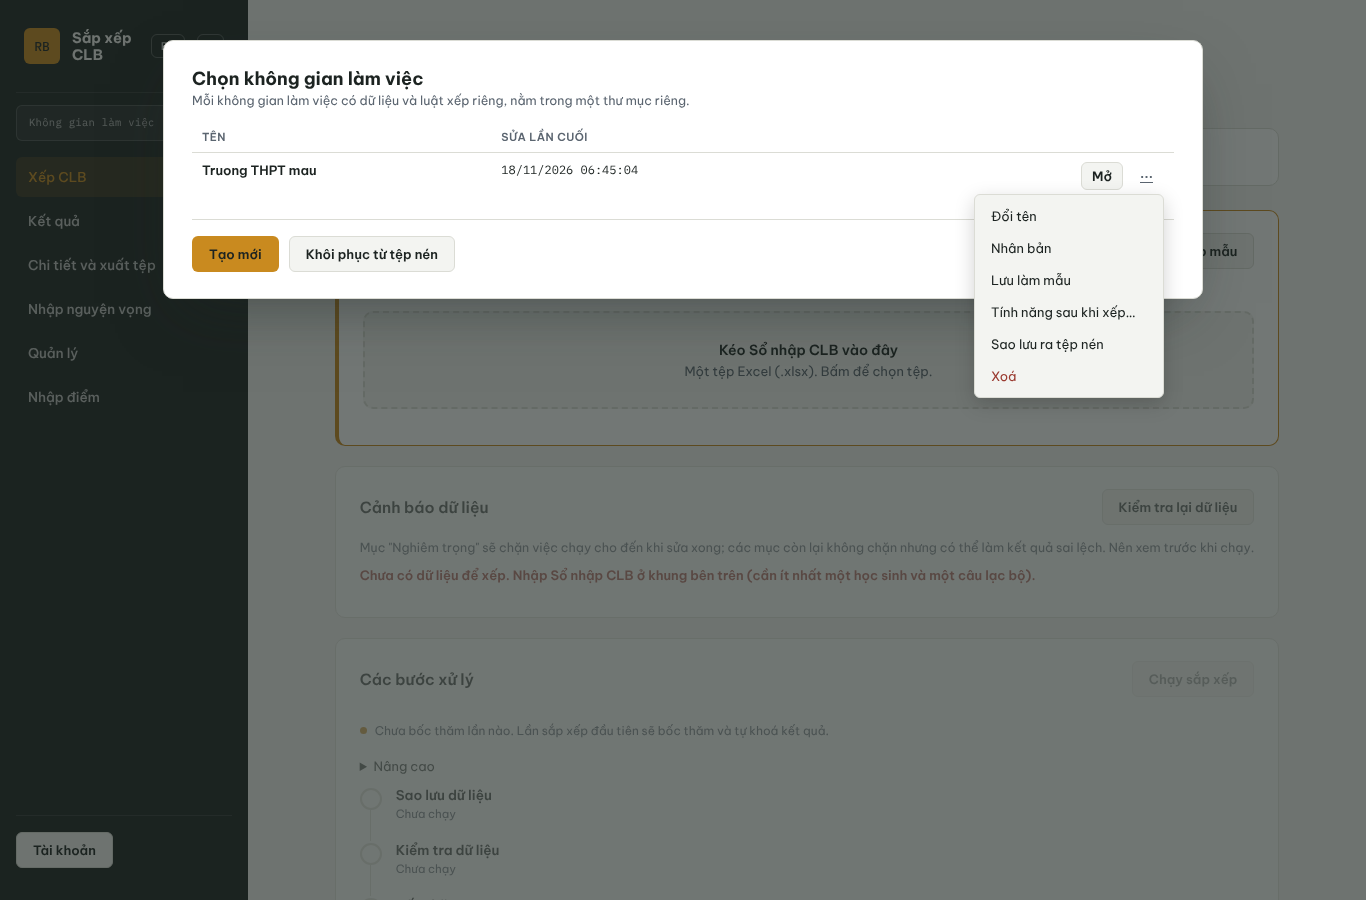 RB
Sắp xếp
CLB
Không gian làm việc
Xếp CLB
Kết quả
Chi tiết và xuất tệp
Nhập nguyện vọng
Quản lý
Nhập điểm
Tài khoản
Chọn không gian làm việc
Mỗi không gian làm việc có dữ liệu và luật xếp riêng, nằm trong một thư mục riêng.
TÊN
SỬA LẦN CUỐI
Truong THPT mau
18/11/2026 06:45:04
Mở
...
Đổi tên
Nhân bản
Lưu làm mẫu
Tính năng sau khi xếp...
Sao lưu ra tệp nén
Xoá
Tạo mới
Khôi phục từ tệp nén
mẫu
Kéo Sổ nhập CLB vào đây
Một tệp Excel (.xlsx). Bấm để chọn tệp.
Cảnh báo dữ liệu
Kiểm tra lại dữ liệu
Mục "Nghiêm trọng" sẽ chặn việc chạy cho đến khi sửa xong; các mục còn lại không chặn nhưng có thể làm kết quả sai lệch. Nên xem trước khi chạy.
Chưa có dữ liệu để xếp. Nhập Sổ nhập CLB ở khung bên trên (cần ít nhất một học sinh và một câu lạc bộ).
Các bước xử lý
Chạy sắp xếp
Chưa bốc thăm lần nào. Lần sắp xếp đầu tiên sẽ bốc thăm và tự khoá kết quả.
Nâng cao
Sao lưu dữ liệu
Chưa chạy
Kiểm tra dữ liệu
Chưa chạy